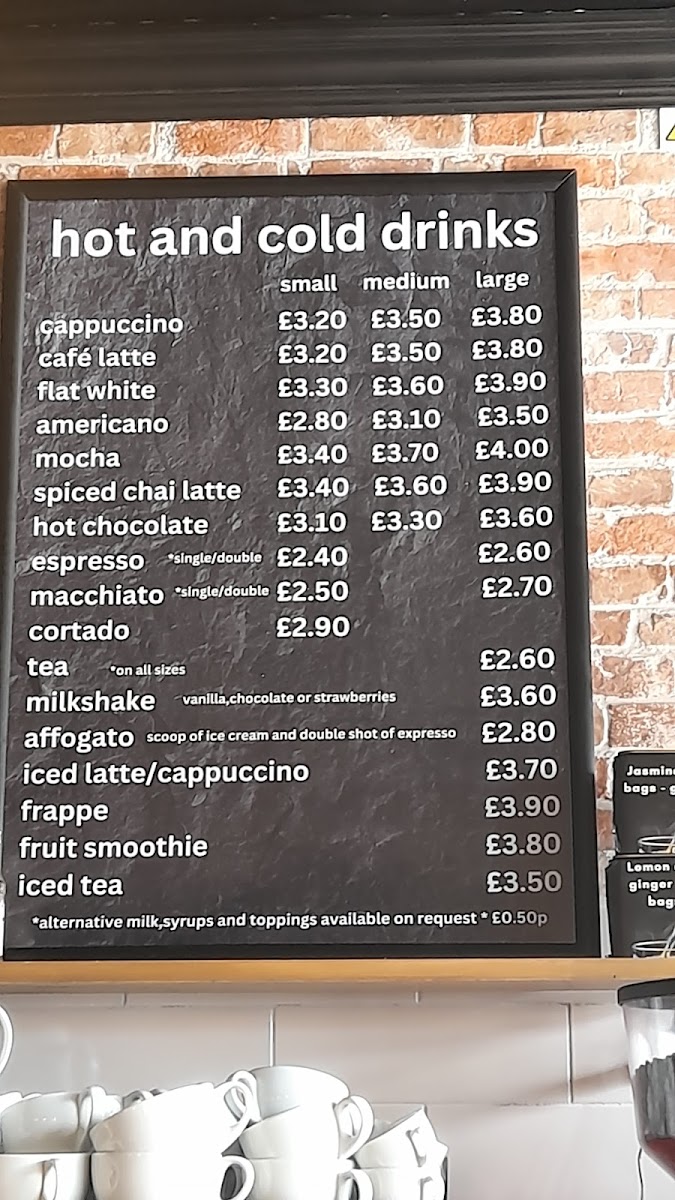 hot and cold drinks
small medium large
cappuccino £3.20 £3.50 £3.80
café latte £3.20 £3.50 £3.80
flat white £3.30 £3.60 £3.90
americano £2.80 £3.10 £3.50
mocha £3.40 £3.70 £4.00
spiced chai latte £3.40 £3.60 £3.90
hot chocolate £3.10 £3.30 £3.60
espresso *single/double £2.40 £2.60
macchiato *single/double £2.50 £2.70
cortado £2.90
tea *on all sizes £2.60
milkshake vanilla,chocolate or strawberries £3.60
affogato scoop of ice cream and double shot of expresso £2.80
iced latte/cappuccino £3.70
frappe £3.90
fruit smoothie £3.80
iced tea £3.50
*alternative milk,syrups and toppings available on request * £0.50p
bags -
Lemon
ginger